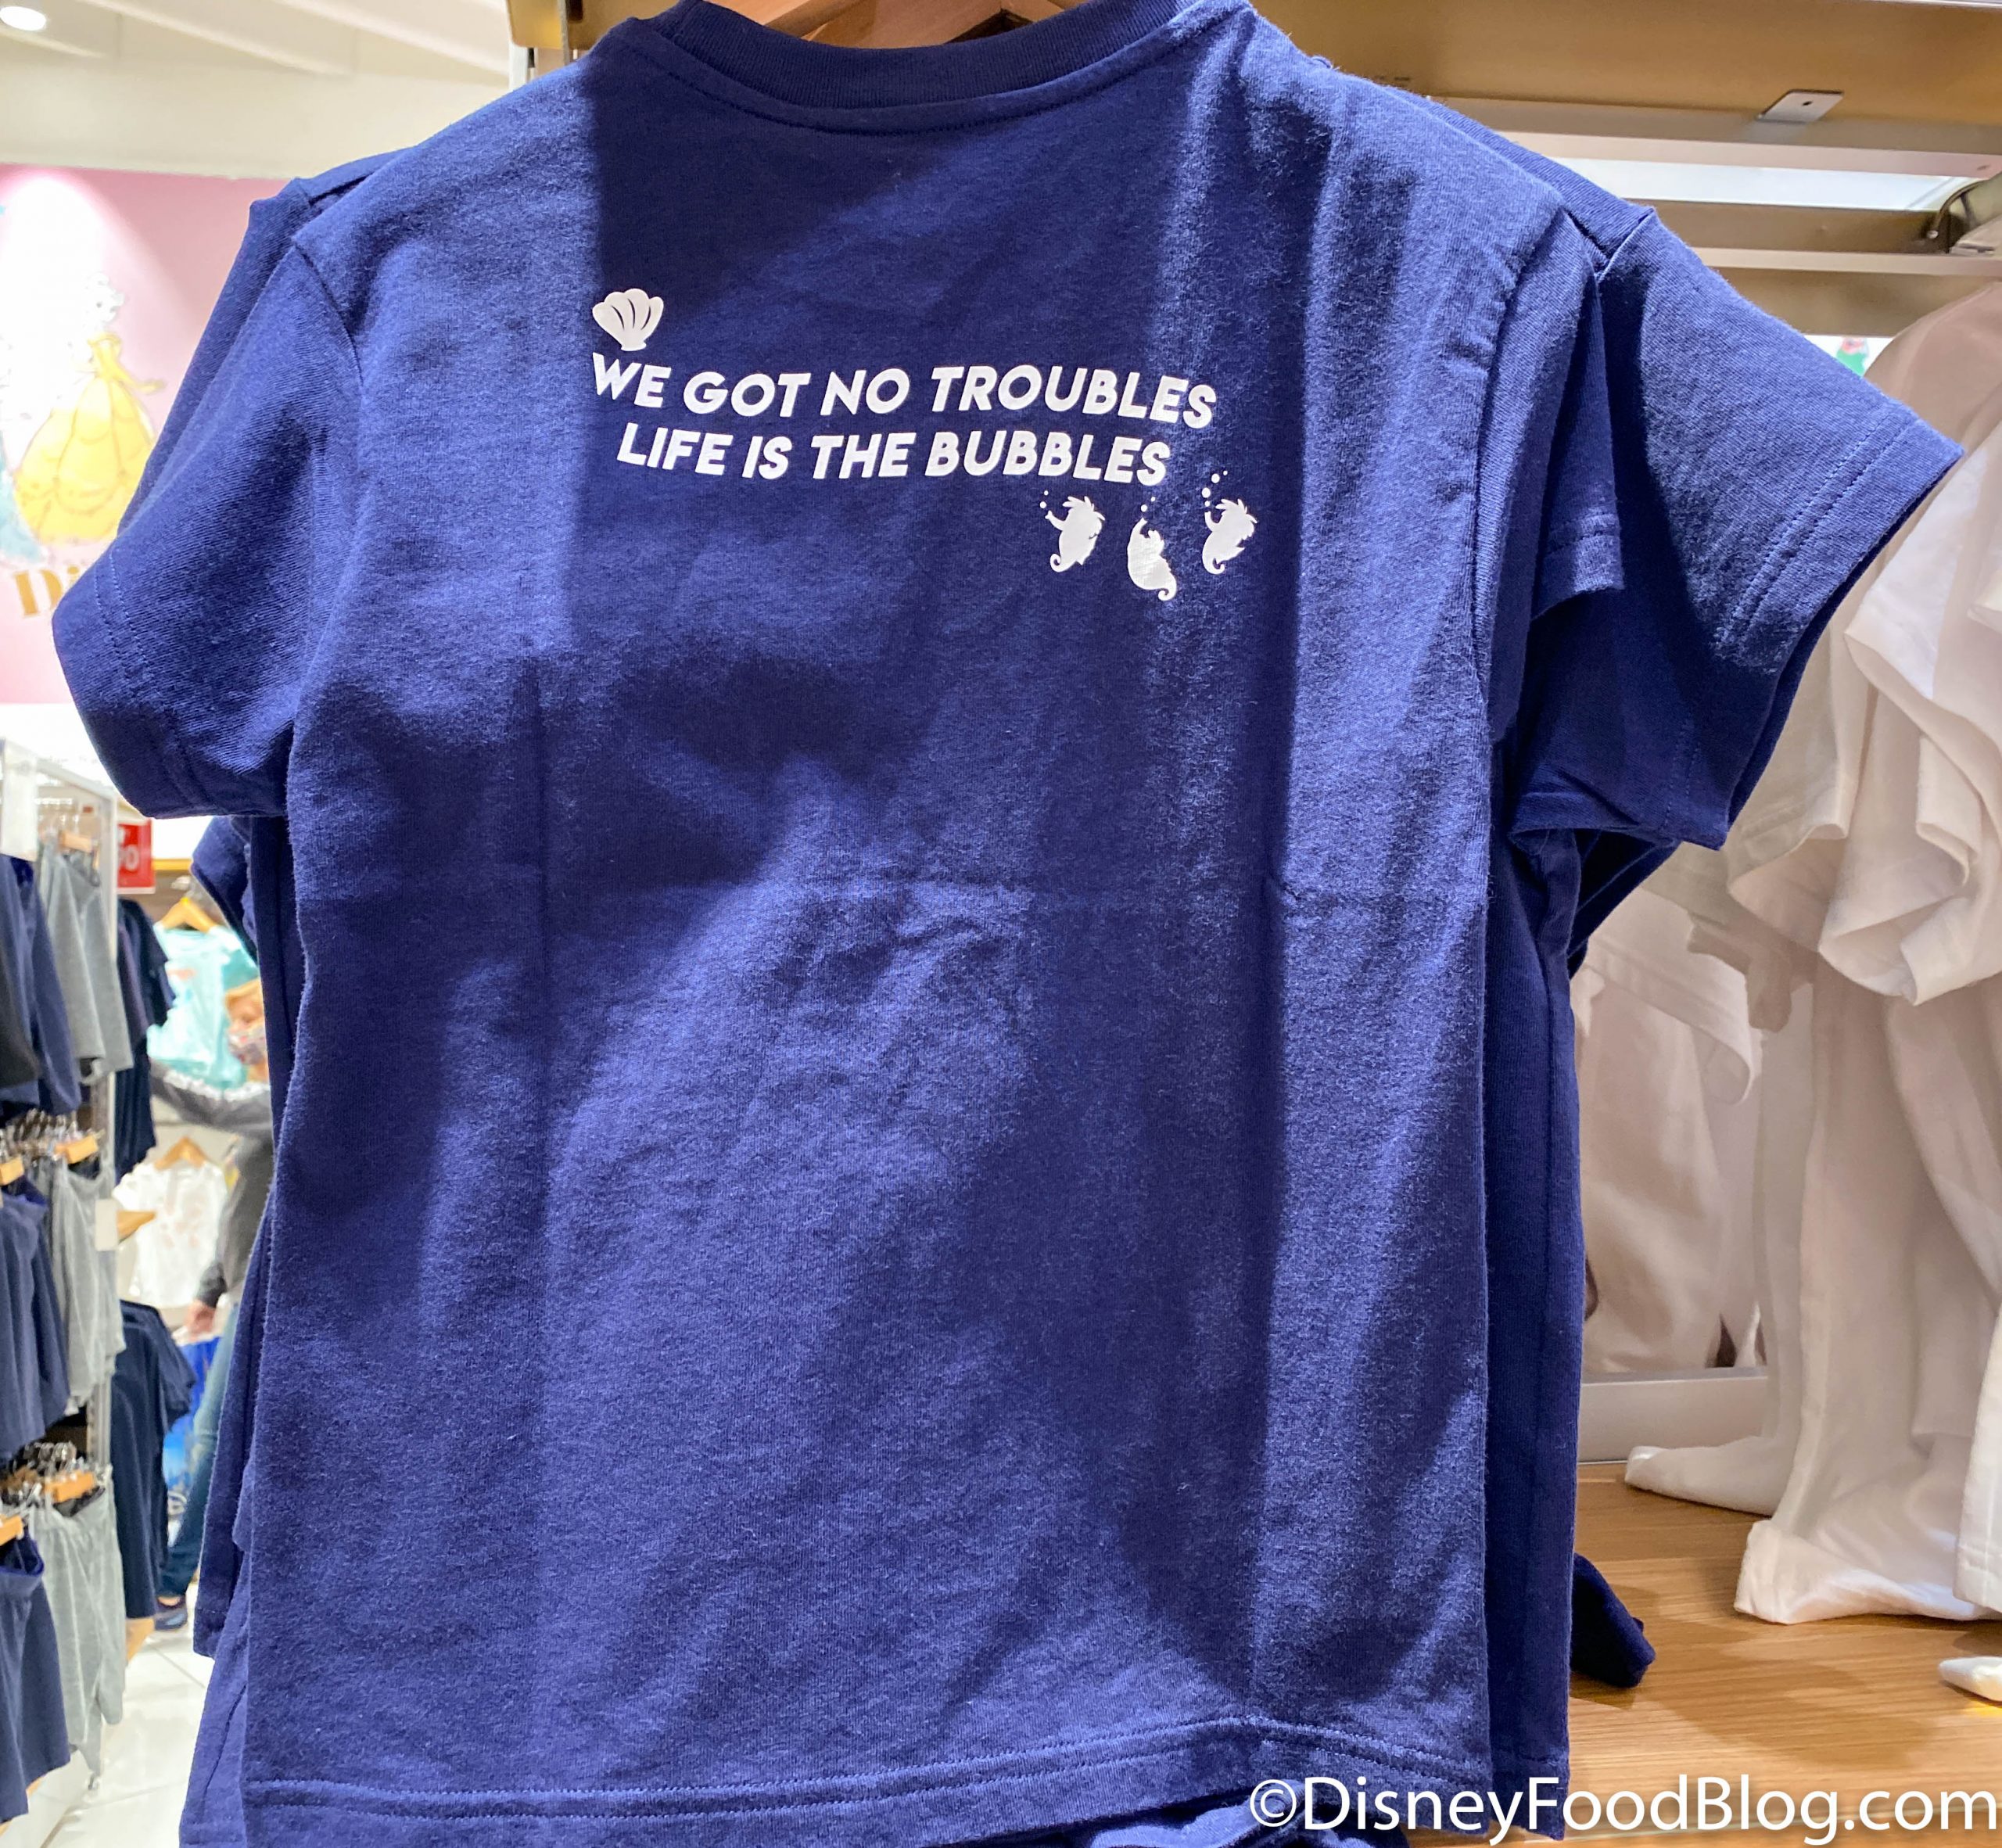 WE GOT NO TROUBLES
LIFE IS THE BUBBLES
©DisneyFoodBlog.com